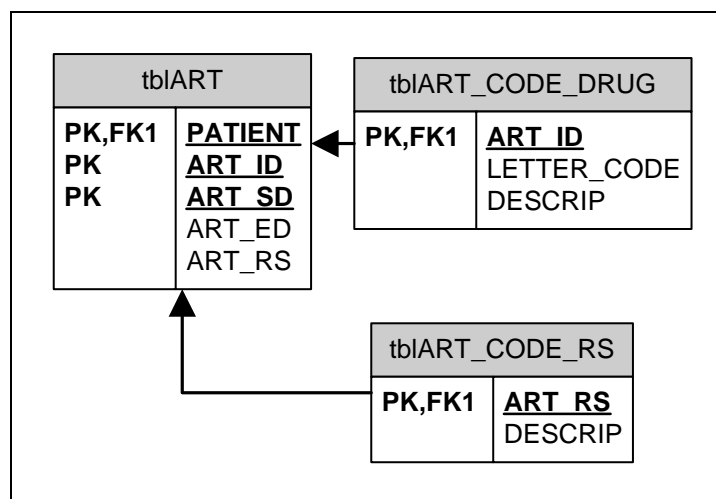 tblART
PK,FK1 PATIENT
PK ART_ID
PK ART_SD
ART_ED
ART_RS
tblART_CODE_DRUG
PK,FK1 ART_ID
LETTER_CODE
DESCRIP
tblART_CODE_RS
PK,FK1 ART_RS
DESCRIP